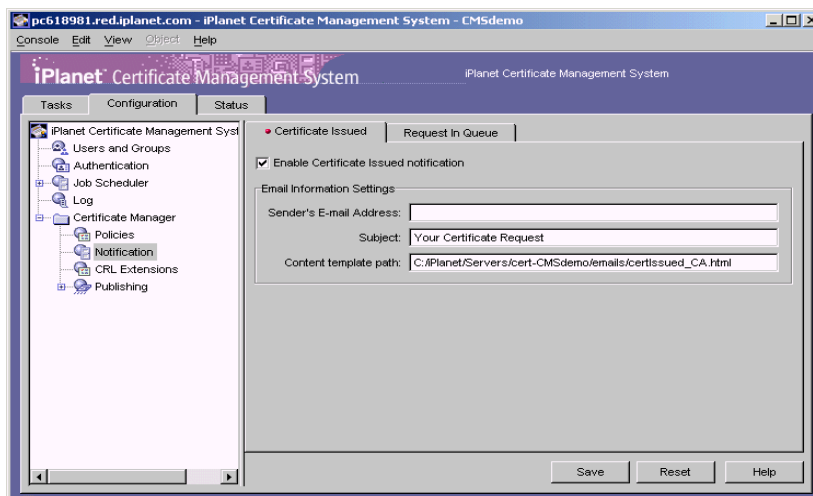 pc618981.red.iplanet.com - iPlanet Certificate Management System - CMSdemo
Console Edit View Object Help
iPlanet Certificate Management System
iPlanet Certificate Management System
Tasks Configuration Status
iPlanet Certificate Management Syst
Users and Groups
Authentication
Job Scheduler
Log
Certificate Manager
Policies
Notification
CRL Extensions
Publishing
Certificate Issued Request In Queue
Enable Certificate Issued notification
Email Information Settings
Sender's E-mail Address:
Subject: Your Certificate Request
Content template path: C:/iPlanet/Servers/cert-CMSdemo/emails/certIssued_CA.html
Save Reset Help